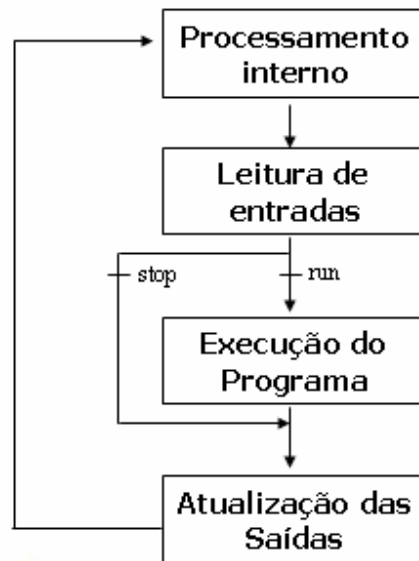 Processamento
interno
Leitura de
entradas
stop
run
Execução do
Programa
Atualização das
Saídas